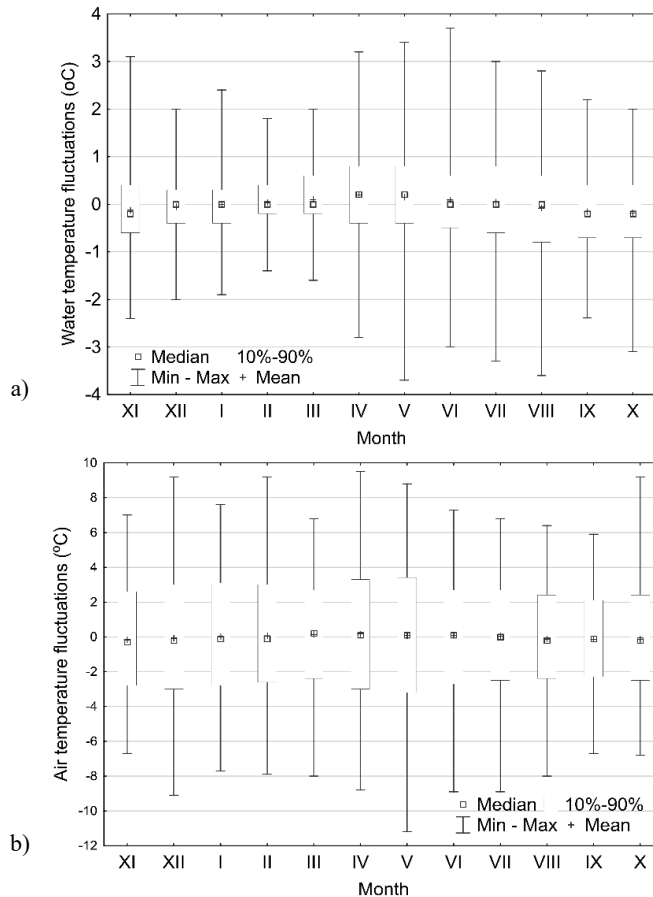 4
3
2
1
0
-1
-2
-3
-4
Water temperature fluctuations (oC)
Median 10%-90%
Min - Max + Mean
a)
XI XII I II III IV V VI VII VIII IX X
Month
10
8
6
4
2
0
-2
-4
-6
-8
-10
-12
Air temperature fluctuations (ºC)
Median 10%-90%
Min - Max + Mean
b)
XI XII I II III IV V VI VII VIII IX X
Month